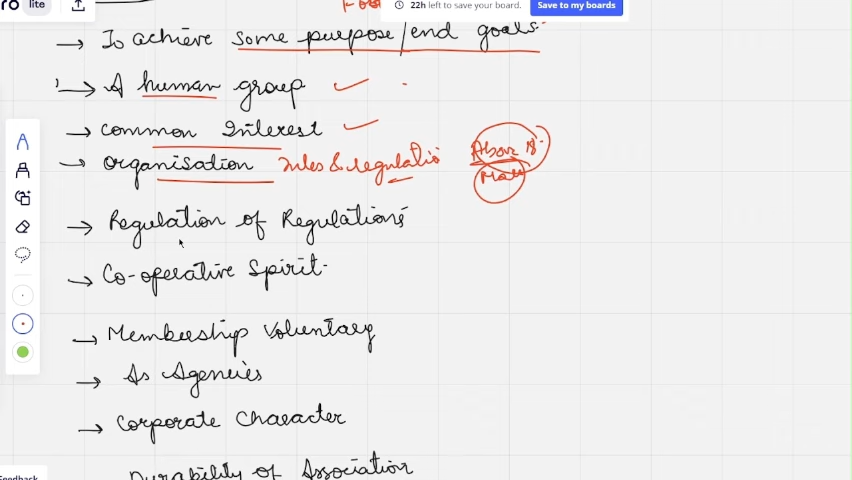 ro lite
22h left to save your board. Save to my boards
→ To achieve some purpose/end goals
→ A human group
→ common Interest
→ organisation rules & regulatio Above 18
→ Regulation of Regulations
→ Co-operative Spirit
→ Membership Voluntary
→ As Agencies
→ Corporate Character
Durability of Association
Feedback